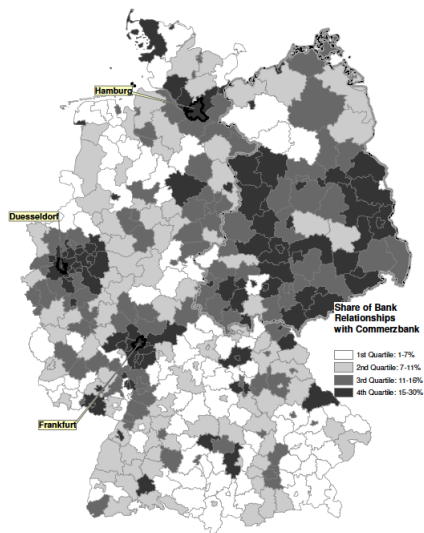 Hamburg
Duesseldorf
Share of Bank
Relationships
with Commerzbank
1st Quartile: 1-7%
2nd Quartile: 7-11%
3rd Quartile: 11-16%
4th Quartile: 15-30%
Frankfurt